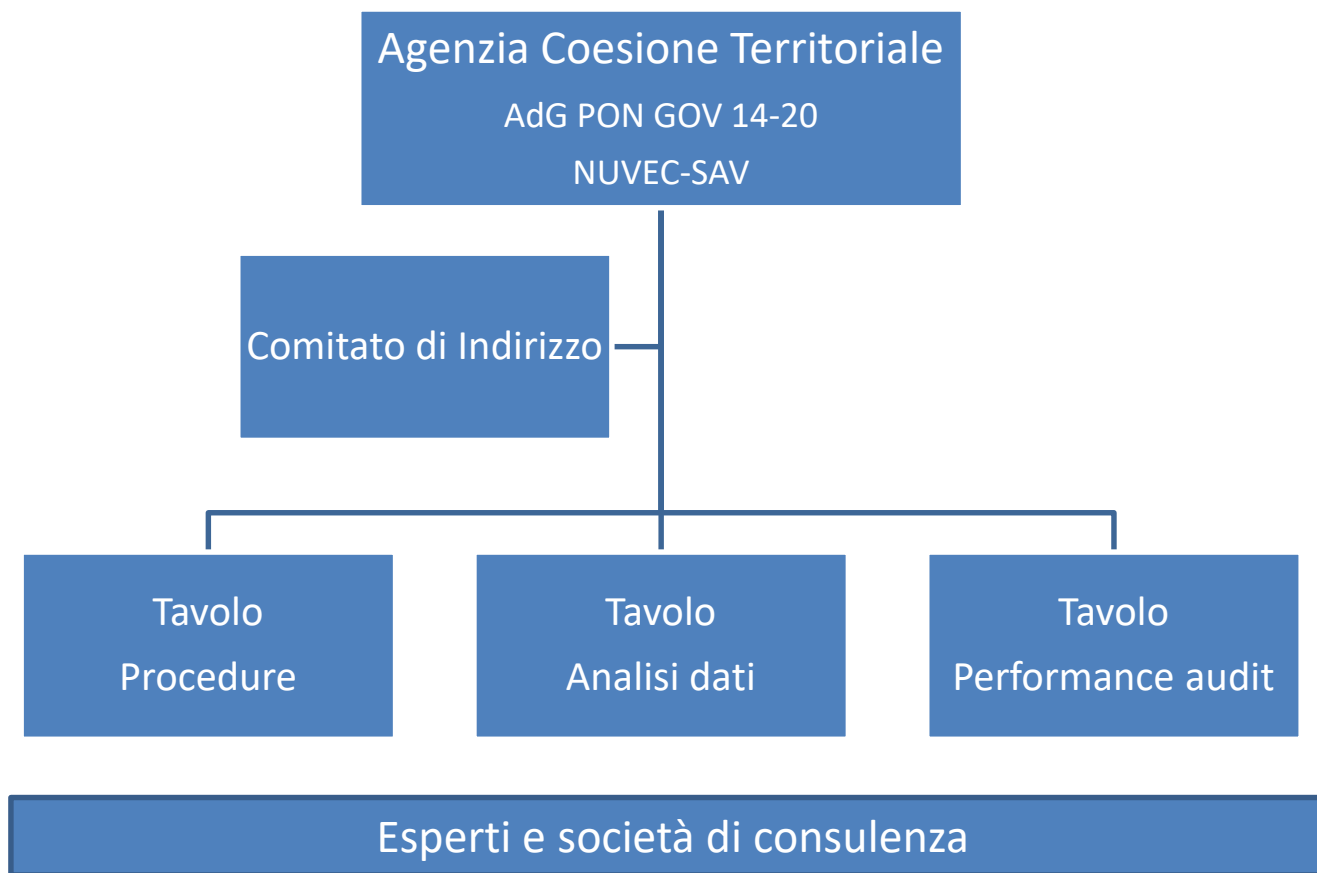 Agenzia Coesione Territoriale
AdG PON GOV 14-20
NUVEC-SAV
Comitato di Indirizzo
Tavolo
Procedure
Tavolo
Analisi dati
Tavolo
Performance audit
Esperti e società di consulenza